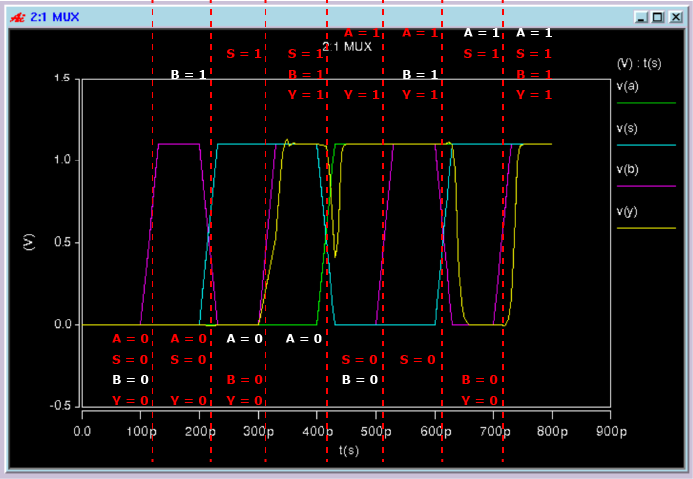 2:1 MUX
A = 1 A = 1 A = 1 A = 1
2:1 MUX
S = 1 S = 1 A = 1 S = 1
(V) : t(s)
B = 1 B = 1 B = 1 B = 1
1.5
v(a)
Y = 1 Y = 1 Y = 1 Y = 1
v(s)
1.0
v(b)
v(y)
(V)
0.5
0.0
A = 0 A = 0 A = 0 A = 0
S = 0 S = 0 S = 0 S = 0
B = 0 B = 0 B = 0 B = 0
Y = 0 Y = 0 Y = 0 Y = 0
-0.5
0.0 100p 200p 300p 400p 500p 600p 700p 800p 900p
t(s)